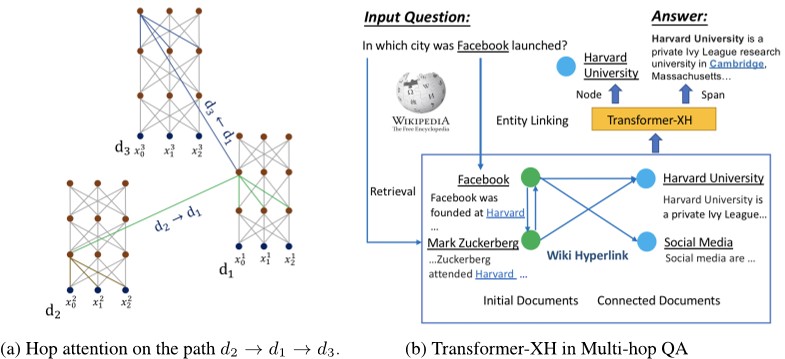 d₃ x₀³ x₁³ x₂³
d₃ ← d₁
d₂ → d₁
d₁ x₀¹ x₁¹ x₂¹
d₂ x₀² x₁² x₂²
(a) Hop attention on the path d₂ → d₁ → d₃.
Input Question:
In which city was Facebook launched?
WIKIPEDIA
The Free Encyclopedia
Entity Linking
Retrieval
Answer:
Harvard
University
Harvard University is a
private Ivy League research
university in Cambridge,
Massachusetts…
Node
Span
Transformer-XH
Facebook
Facebook was
founded at Harvard
...
Mark Zuckerberg
...Zuckerberg
attended Harvard ...
Wiki Hyperlink
Harvard University
Harvard University is
a private Ivy League...
Social Media
Social media are ...
Initial Documents
Connected Documents
(b) Transformer-XH in Multi-hop QA